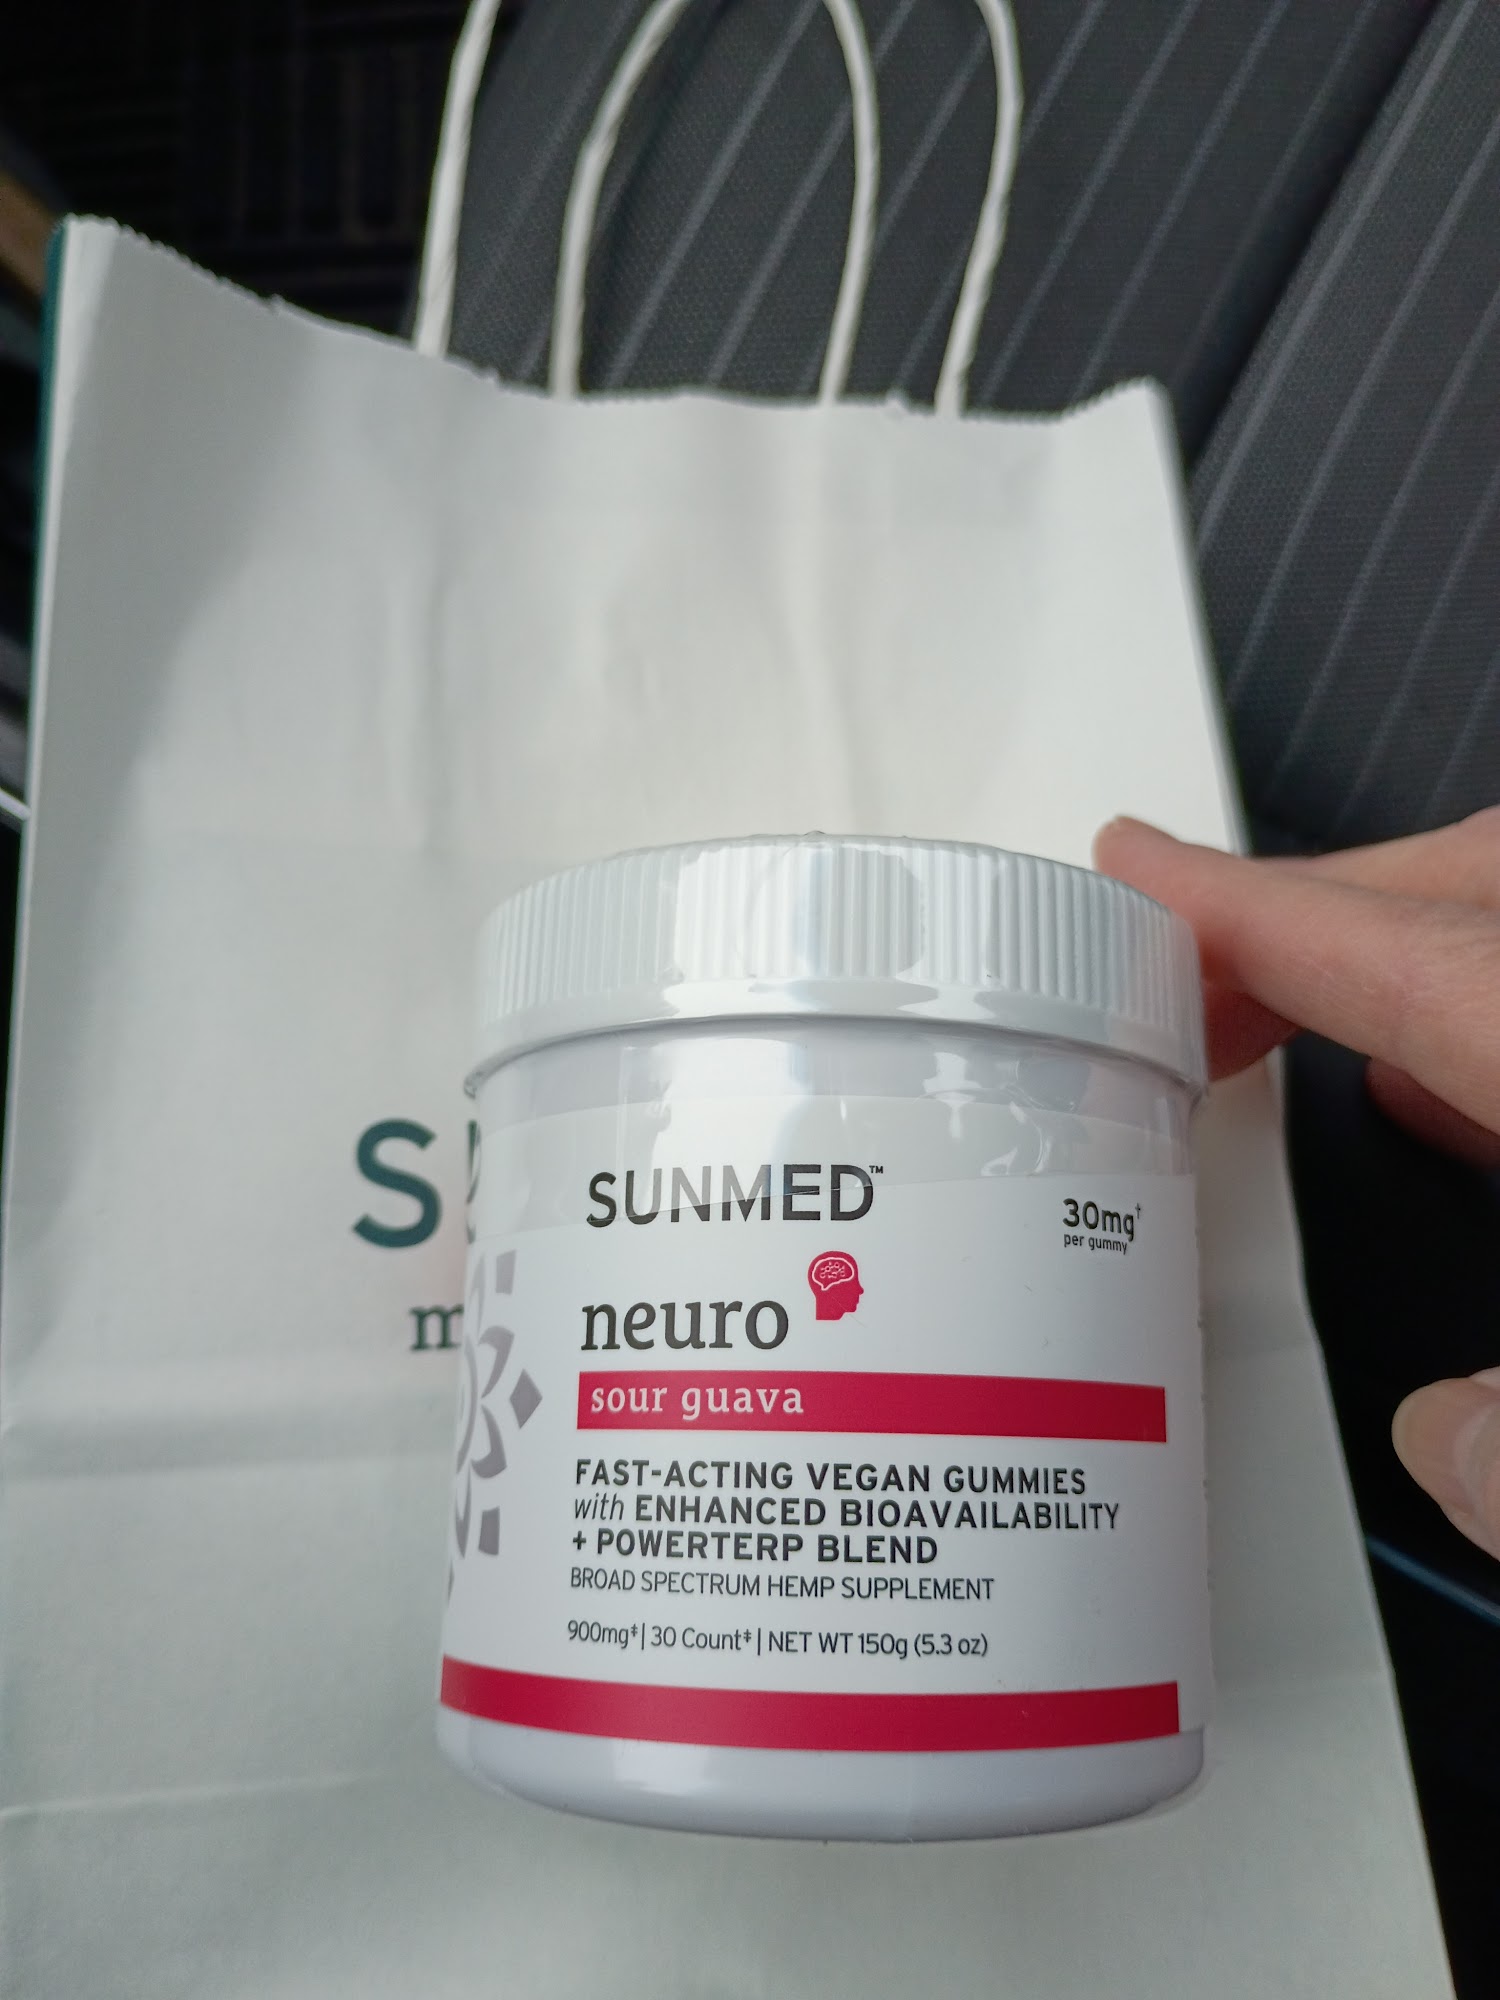 SUNMED™
30mg†
per gummy
neuro
sour guava
FAST-ACTING VEGAN GUMMIES
with ENHANCED BIOAVAILABILITY
+ POWERTERP BLEND
BROAD SPECTRUM HEMP SUPPLEMENT
900mg‡| 30 Count‡| NET WT 150g (5.3 oz)